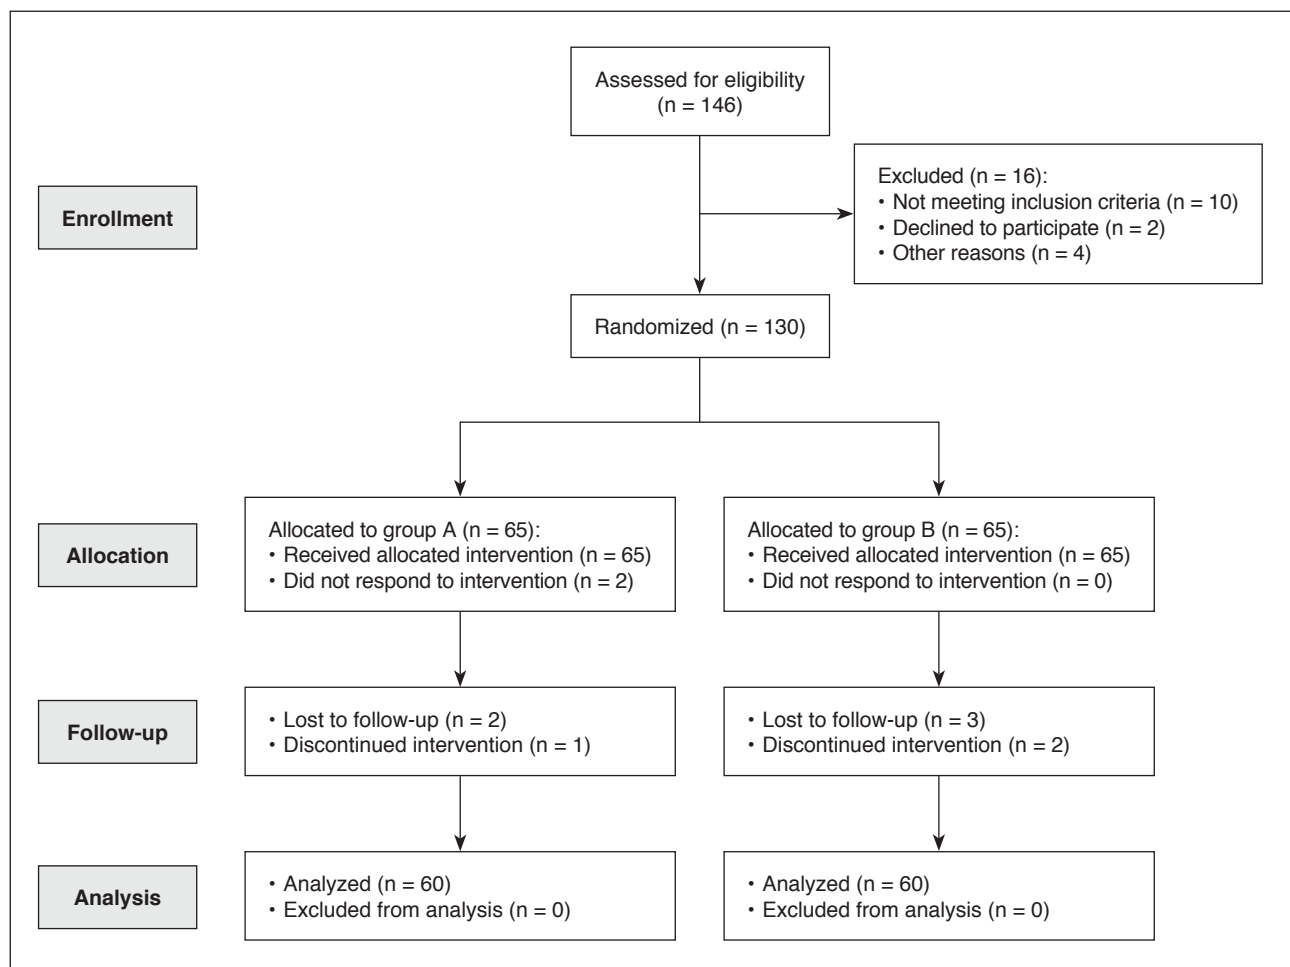 Assessed for eligibility
(n = 146)
Enrollment
Excluded (n = 16):
• Not meeting inclusion criteria (n = 10)
• Declined to participate (n = 2)
• Other reasons (n = 4)
Randomized (n = 130)
Allocation
Allocated to group A (n = 65):
• Received allocated intervention (n = 65)
• Did not respond to intervention (n = 2)
Allocated to group B (n = 65):
• Received allocated intervention (n = 65)
• Did not respond to intervention (n = 0)
Follow-up
• Lost to follow-up (n = 2)
• Discontinued intervention (n = 1)
• Lost to follow-up (n = 3)
• Discontinued intervention (n = 2)
Analysis
• Analyzed (n = 60)
• Excluded from analysis (n = 0)
• Analyzed (n = 60)
• Excluded from analysis (n = 0)